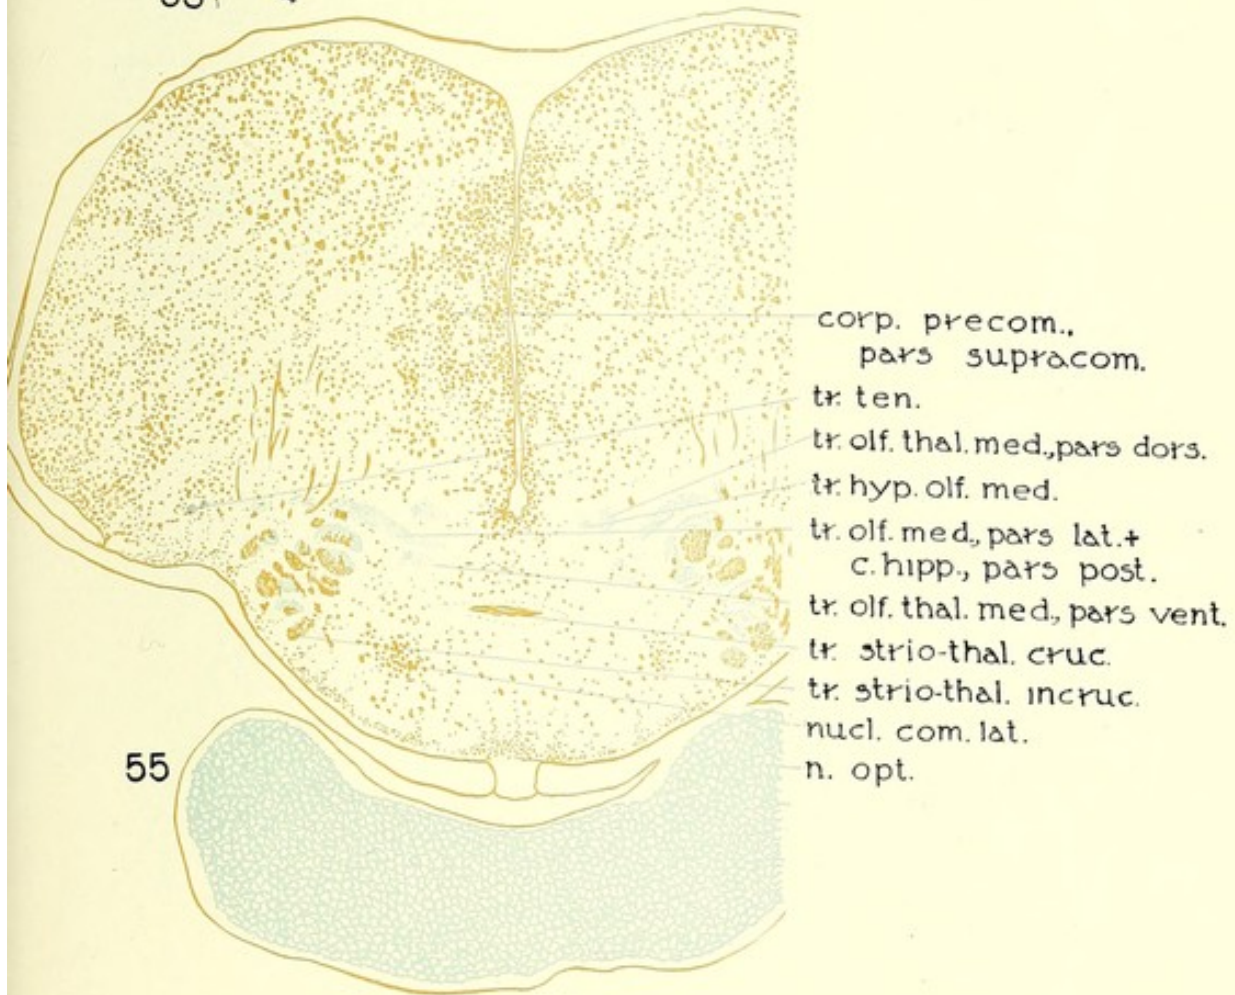 corp. precom.,
pars supracom.
tr. ten.
tr. olf. thal. med., pars dors.
tr. hyp. olf. med.
tr. olf. med., pars lat.+
c. hipp., pars post.
tr. olf. thal. med., pars vent.
tr. strio-thal. cruc.
tr. strio-thal. incruc.
nucl. com. lat.
55
n. opt.